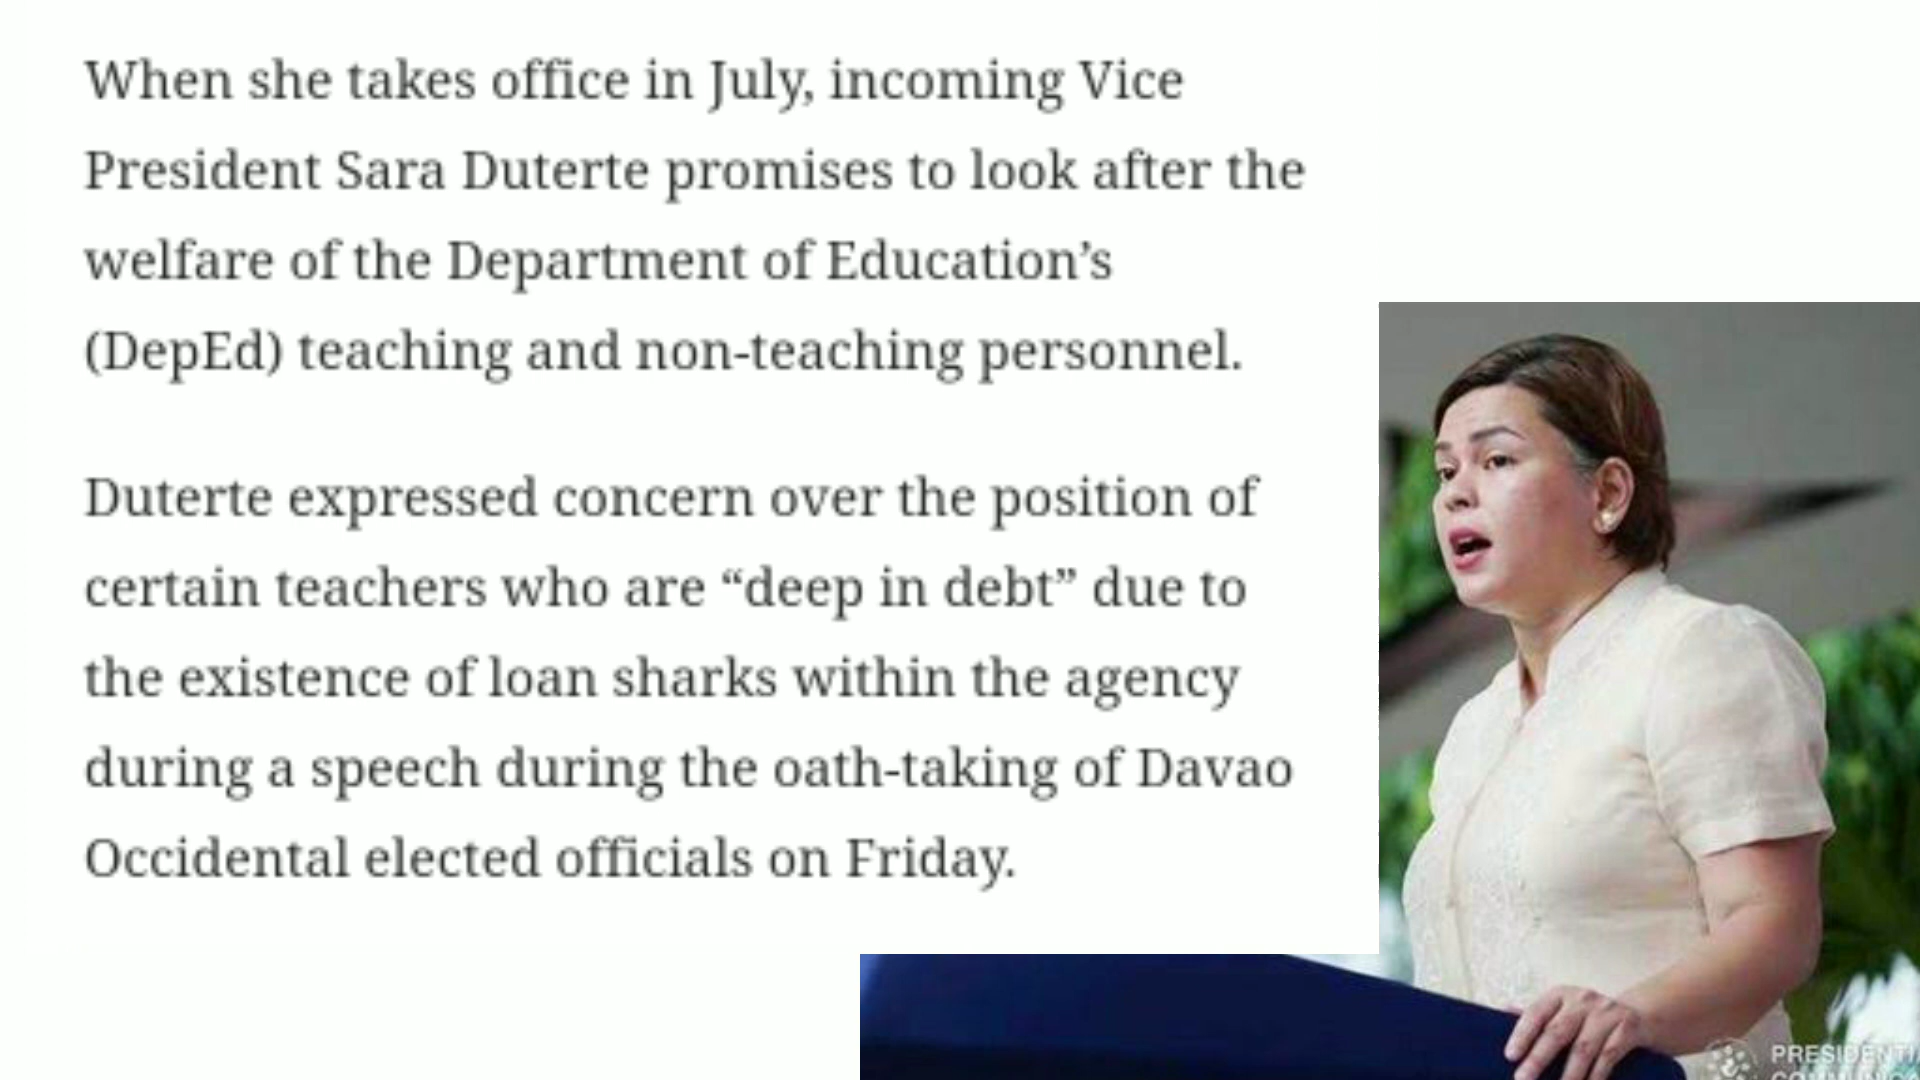 When she takes office in July, incoming Vice
President Sara Duterte promises to look after the
welfare of the Department of Education’s
(DepEd) teaching and non-teaching personnel.
Duterte expressed concern over the position of
certain teachers who are “deep in debt” due to
the existence of loan sharks within the agency
during a speech during the oath-taking of Davao
Occidental elected officials on Friday.